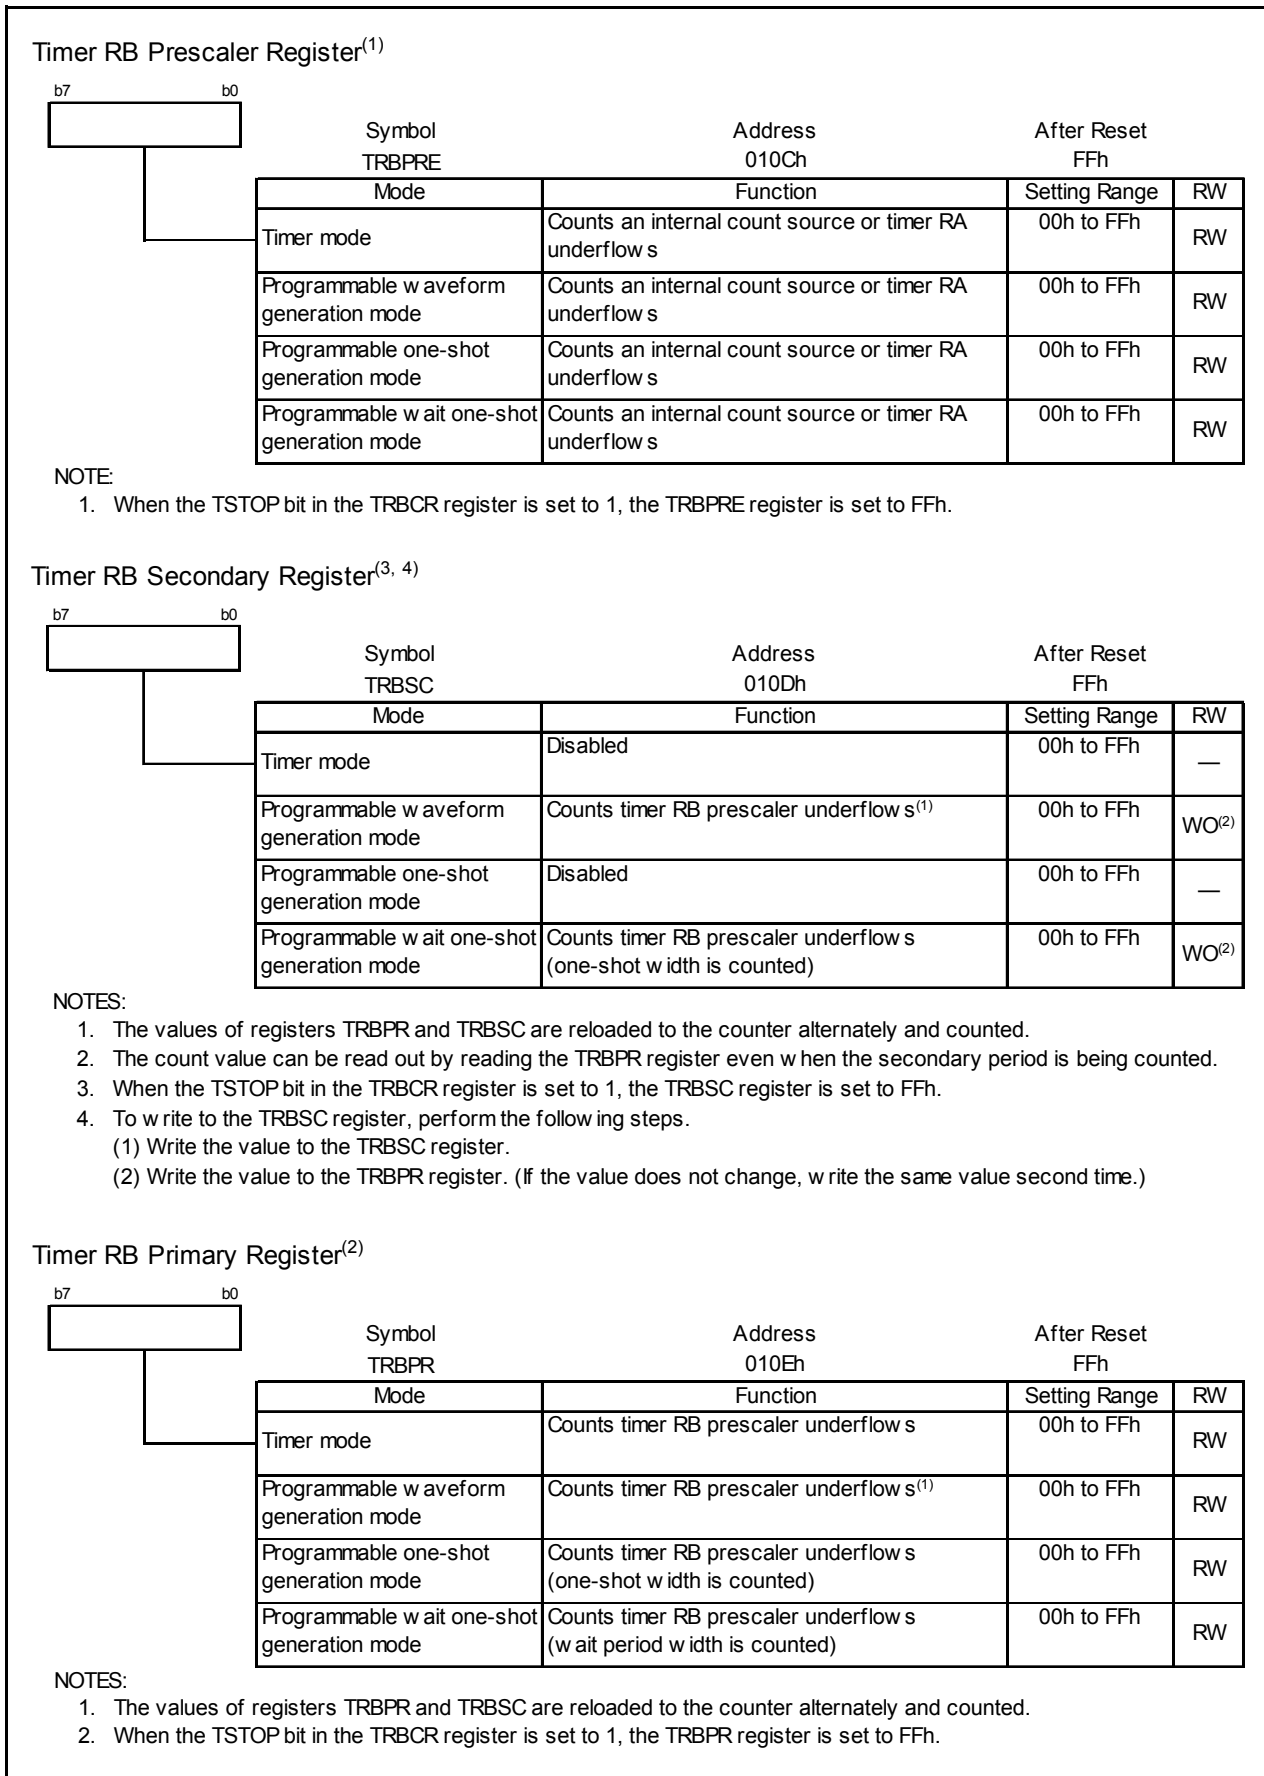 Timer RB Prescaler Register(1)
b7 b0
Symbol Address After Reset
TRBPRE 010Ch FFh
Mode Function Setting Range RW
Timer mode Counts an internal count source or timer RA underflows 00h to FFh RW
Programmable waveform generation mode Counts an internal count source or timer RA underflows 00h to FFh RW
Programmable one-shot generation mode Counts an internal count source or timer RA underflows 00h to FFh RW
Programmable wait one-shot generation mode Counts an internal count source or timer RA underflows 00h to FFh RW
NOTE:
1. When the TSTOP bit in the TRBCR register is set to 1, the TRBPRE register is set to FFh.
Timer RB Secondary Register(3, 4)
b7 b0
Symbol Address After Reset
TRBSC 010Dh FFh
Mode Function Setting Range RW
Timer mode Disabled 00h to FFh —
Programmable waveform generation mode Counts timer RB prescaler underflows(1) 00h to FFh WO(2)
Programmable one-shot generation mode Disabled 00h to FFh —
Programmable wait one-shot generation mode Counts timer RB prescaler underflows (one-shot width is counted) 00h to FFh WO(2)
NOTES:
1. The values of registers TRBPR and TRBSC are reloaded to the counter alternately and counted.
2. The count value can be read out by reading the TRBPR register even when the secondary period is being counted.
3. When the TSTOP bit in the TRBCR register is set to 1, the TRBSC register is set to FFh.
4. To write to the TRBSC register, perform the following steps.
(1) Write the value to the TRBSC register.
(2) Write the value to the TRBPR register. (If the value does not change, write the same value second time.)
Timer RB Primary Register(2)
b7 b0
Symbol Address After Reset
TRBPR 010Eh FFh
Mode Function Setting Range RW
Timer mode Counts timer RB prescaler underflows 00h to FFh RW
Programmable waveform generation mode Counts timer RB prescaler underflows(1) 00h to FFh RW
Programmable one-shot generation mode Counts timer RB prescaler underflows (one-shot width is counted) 00h to FFh RW
Programmable wait one-shot generation mode Counts timer RB prescaler underflows (wait period width is counted) 00h to FFh RW
NOTES:
1. The values of registers TRBPR and TRBSC are reloaded to the counter alternately and counted.
2. When the TSTOP bit in the TRBCR register is set to 1, the TRBPR register is set to FFh.